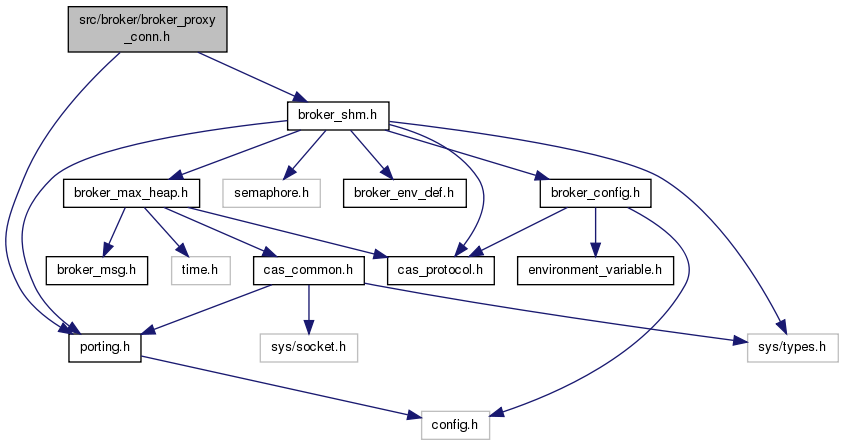 src/broker/broker_proxy
_conn.h
broker_shm.h
broker_max_heap.h
semaphore.h
broker_env_def.h
broker_config.h
broker_msg.h
time.h
cas_common.h
cas_protocol.h
environment_variable.h
porting.h
sys/socket.h
sys/types.h
config.h